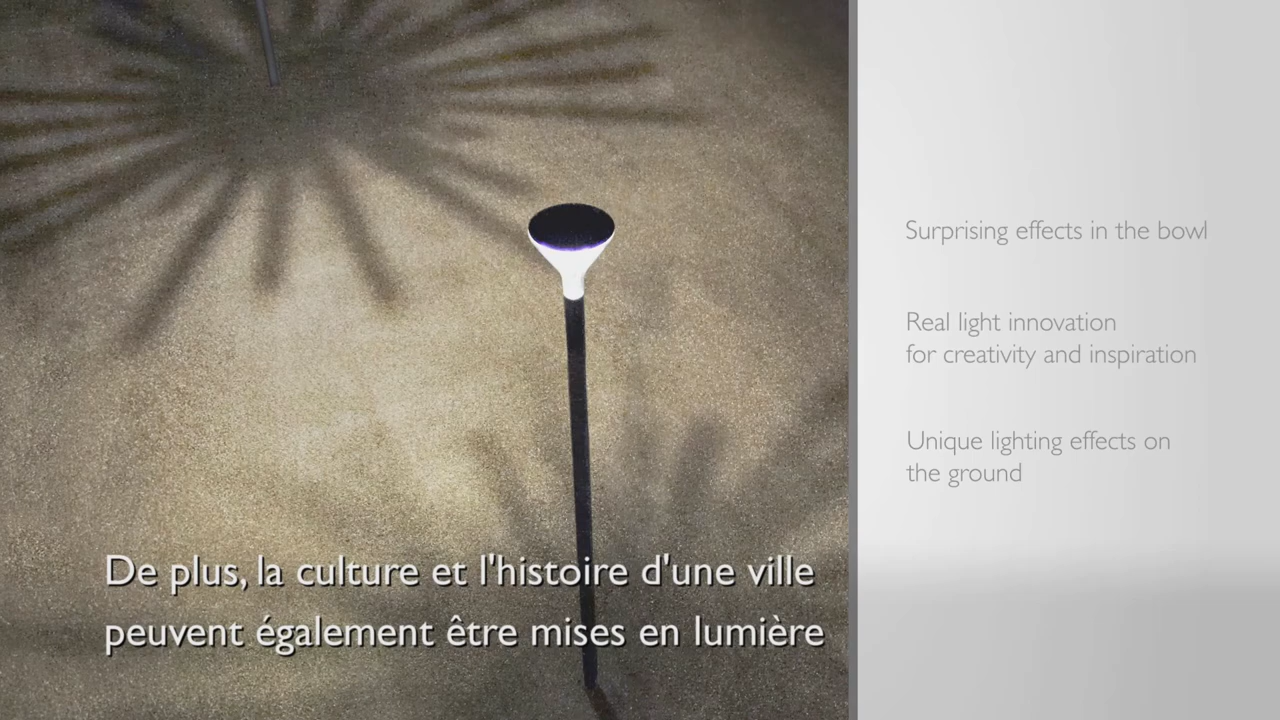 De plus, la culture et l'histoire d'une ville
peuvent également être mises en lumière
Surprising effects in the bowl
Real light innovation
for creativity and inspiration
Unique lighting effects on
the ground